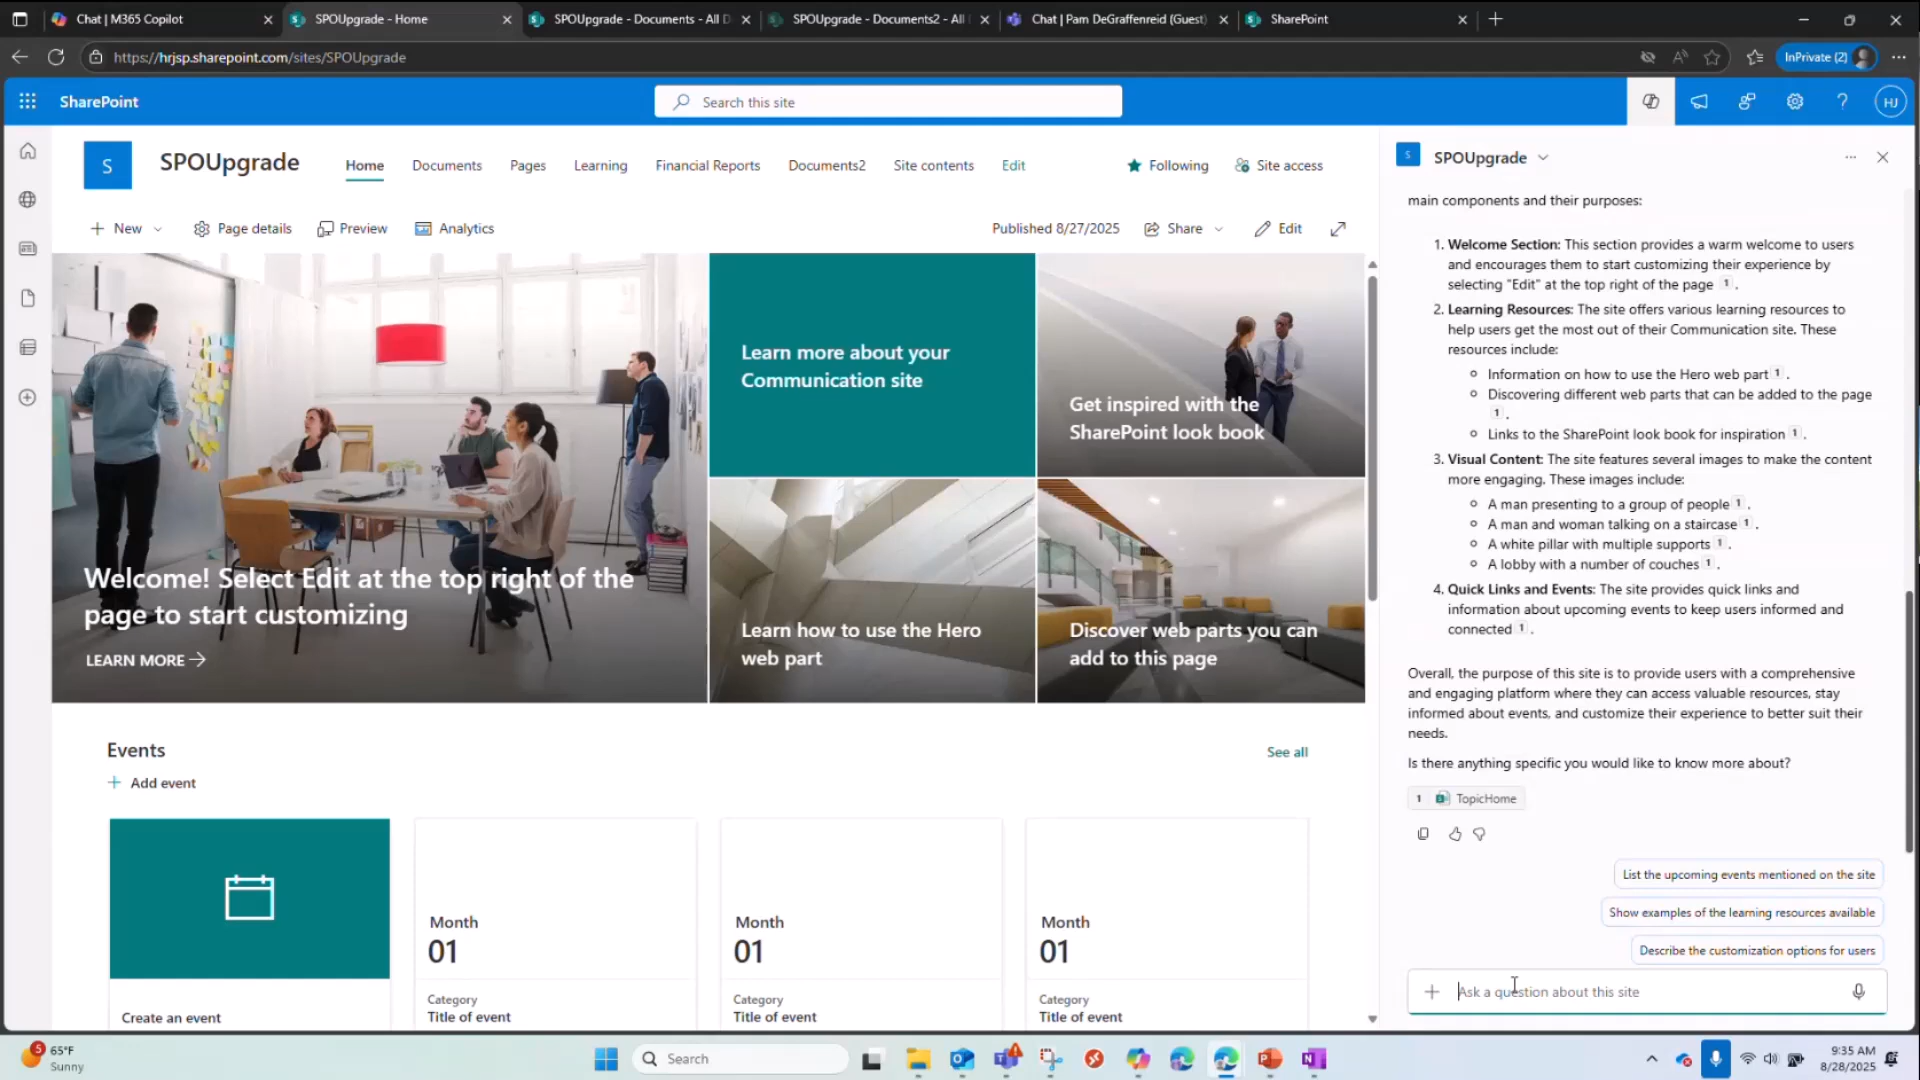 Chat | M365 Copilot
SPOUpgrade - Home
SPOUpgrade - Documents - All D
SPOUpgrade - Documents2 - All
Chat | Pam DeGraffenreid (Guest)
SharePoint
https://hrjsp.sharepoint.com/sites/SPOUpgrade
InPrivate (2)
SharePoint
Search this site
HJ
S
SPOUpgrade
Home
Documents
Pages
Learning
Financial Reports
Documents2
Site contents
Edit
Following
Site access
New
Page details
Preview
Analytics
Published 8/27/2025
Share
Edit
Welcome! Select Edit at the top right of the
page to start customizing
LEARN MORE
Learn more about your
Communication site
Get inspired with the
SharePoint look book
Learn how to use the Hero
web part
Discover web parts you can
add to this page
Events
See all
Add event
Create an event
Month
01
Category
Title of event
Month
01
Category
Title of event
Month
01
Category
Title of event
S
SPOUpgrade
main components and their purposes:
1. Welcome Section: This section provides a warm welcome to users
and encourages them to start customizing their experience by
selecting "Edit" at the top right of the page 1 .
2. Learning Resources: The site offers various learning resources to
help users get the most out of their Communication site. These
resources include:
Information on how to use the Hero web part 1 .
Discovering different web parts that can be added to the page
1 .
Links to the SharePoint look book for inspiration 1 .
3. Visual Content: The site features several images to make the content
more engaging. These images include:
A man presenting to a group of people 1 .
A man and woman talking on a staircase 1 .
A white pillar with multiple supports 1 .
A lobby with a number of couches 1 .
4. Quick Links and Events: The site provides quick links and
information about upcoming events to keep users informed and
connected 1 .
Overall, the purpose of this site is to provide users with a comprehensive
and engaging platform where they can access valuable resources, stay
informed about events, and customize their experience to better suit their
needs.
Is there anything specific you would like to know more about?
1 TopicHome
List the upcoming events mentioned on the site
Show examples of the learning resources available
Describe the customization options for users
Ask a question about this site
5
65°F
Sunny
Search
9:35 AM
8/28/2025